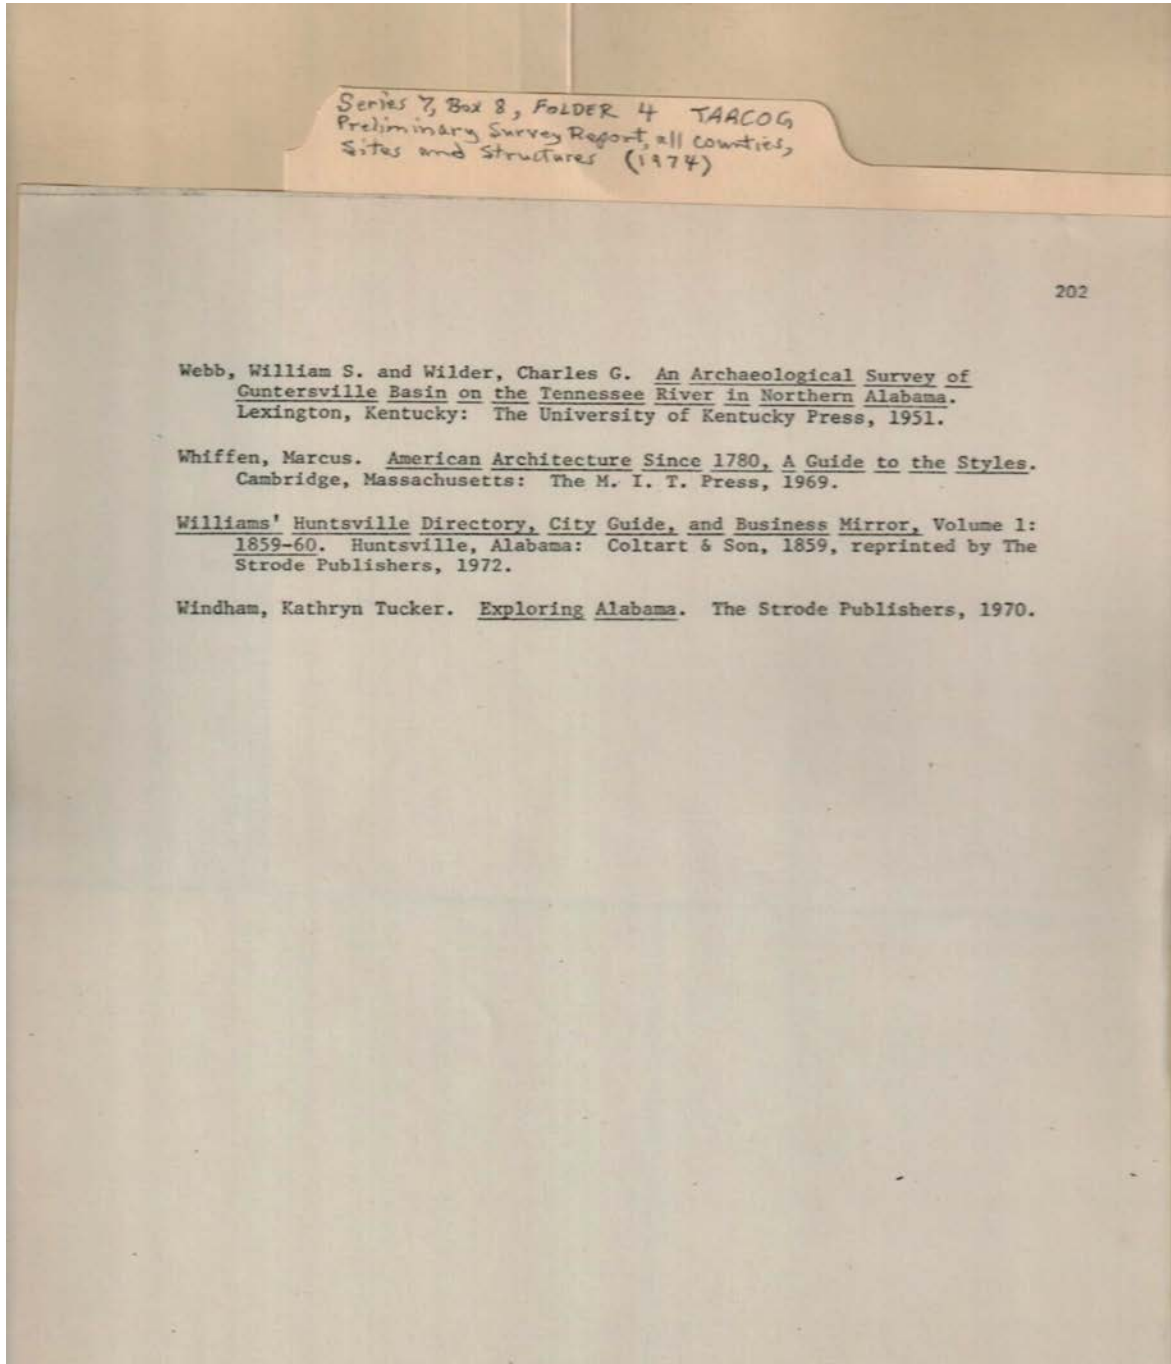 Series 7, Box 8, FOLDER 4 TARCOG
Preliminary Survey Report, all counties,
Sites and Structures (1974)
202
Webb, William S. and Wilder, Charles G. An Archaeological Survey of
Guntersville Basin on the Tennessee River in Northern Alabama.
Lexington, Kentucky: The University of Kentucky Press, 1951.
Whiffen, Marcus. American Architecture Since 1780, A Guide to the Styles.
Cambridge, Massachusetts: The M. I. T. Press, 1969.
Williams' Huntsville Directory, City Guide, and Business Mirror, Volume 1:
1859-60. Huntsville, Alabama: Coltart & Son, 1859, reprinted by The
Strode Publishers, 1972.
Windham, Kathryn Tucker. Exploring Alabama. The Strode Publishers, 1970.